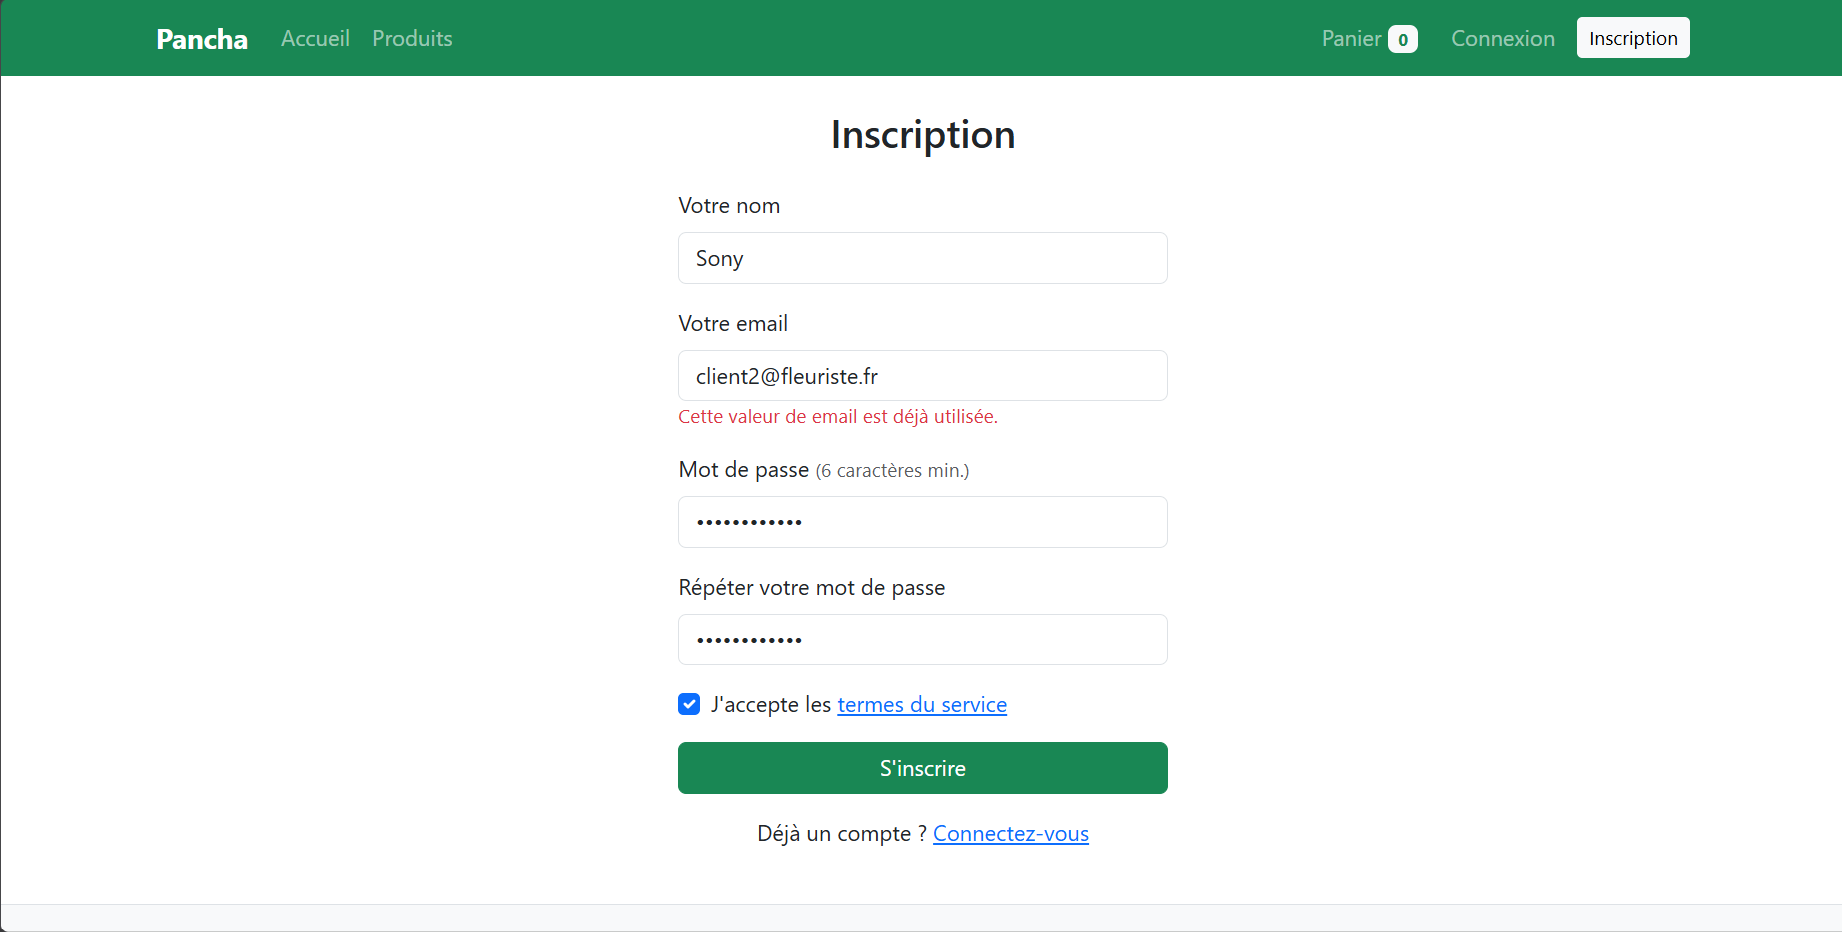 Pancha Accueil Produits Panier 0 Connexion Inscription
Inscription
Votre nom
Sony
Votre email
client2@fleuriste.fr
Cette valeur de email est déjà utilisée.
Mot de passe (6 caractères min.)
••••••••••••
Répéter votre mot de passe
••••••••••••
J'accepte les termes du service
S'inscrire
Déjà un compte ? Connectez-vous